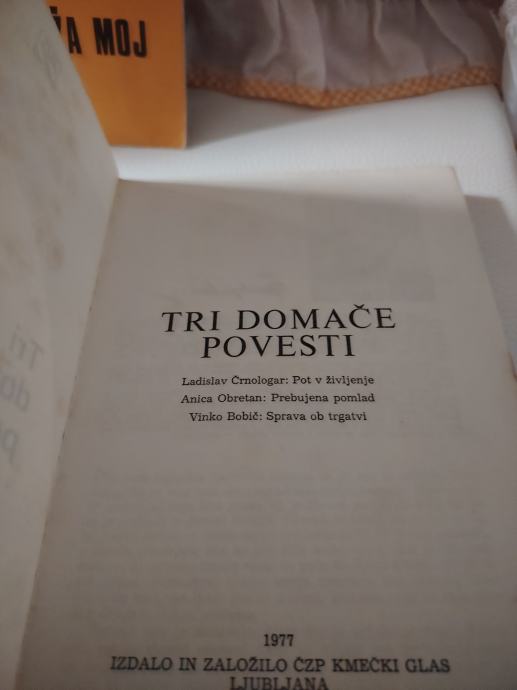 ŽA MOJ
TRI DOMAČE
POVESTI
Ladislav Črnologar: Pot v življenje
Anica Obretan: Prebujena pomlad
Vinko Bobič: Sprava ob trgatvi
1977
IZDALO IN ZALOŽILO ČZP KMEČKI GLAS
LJUBLJANA